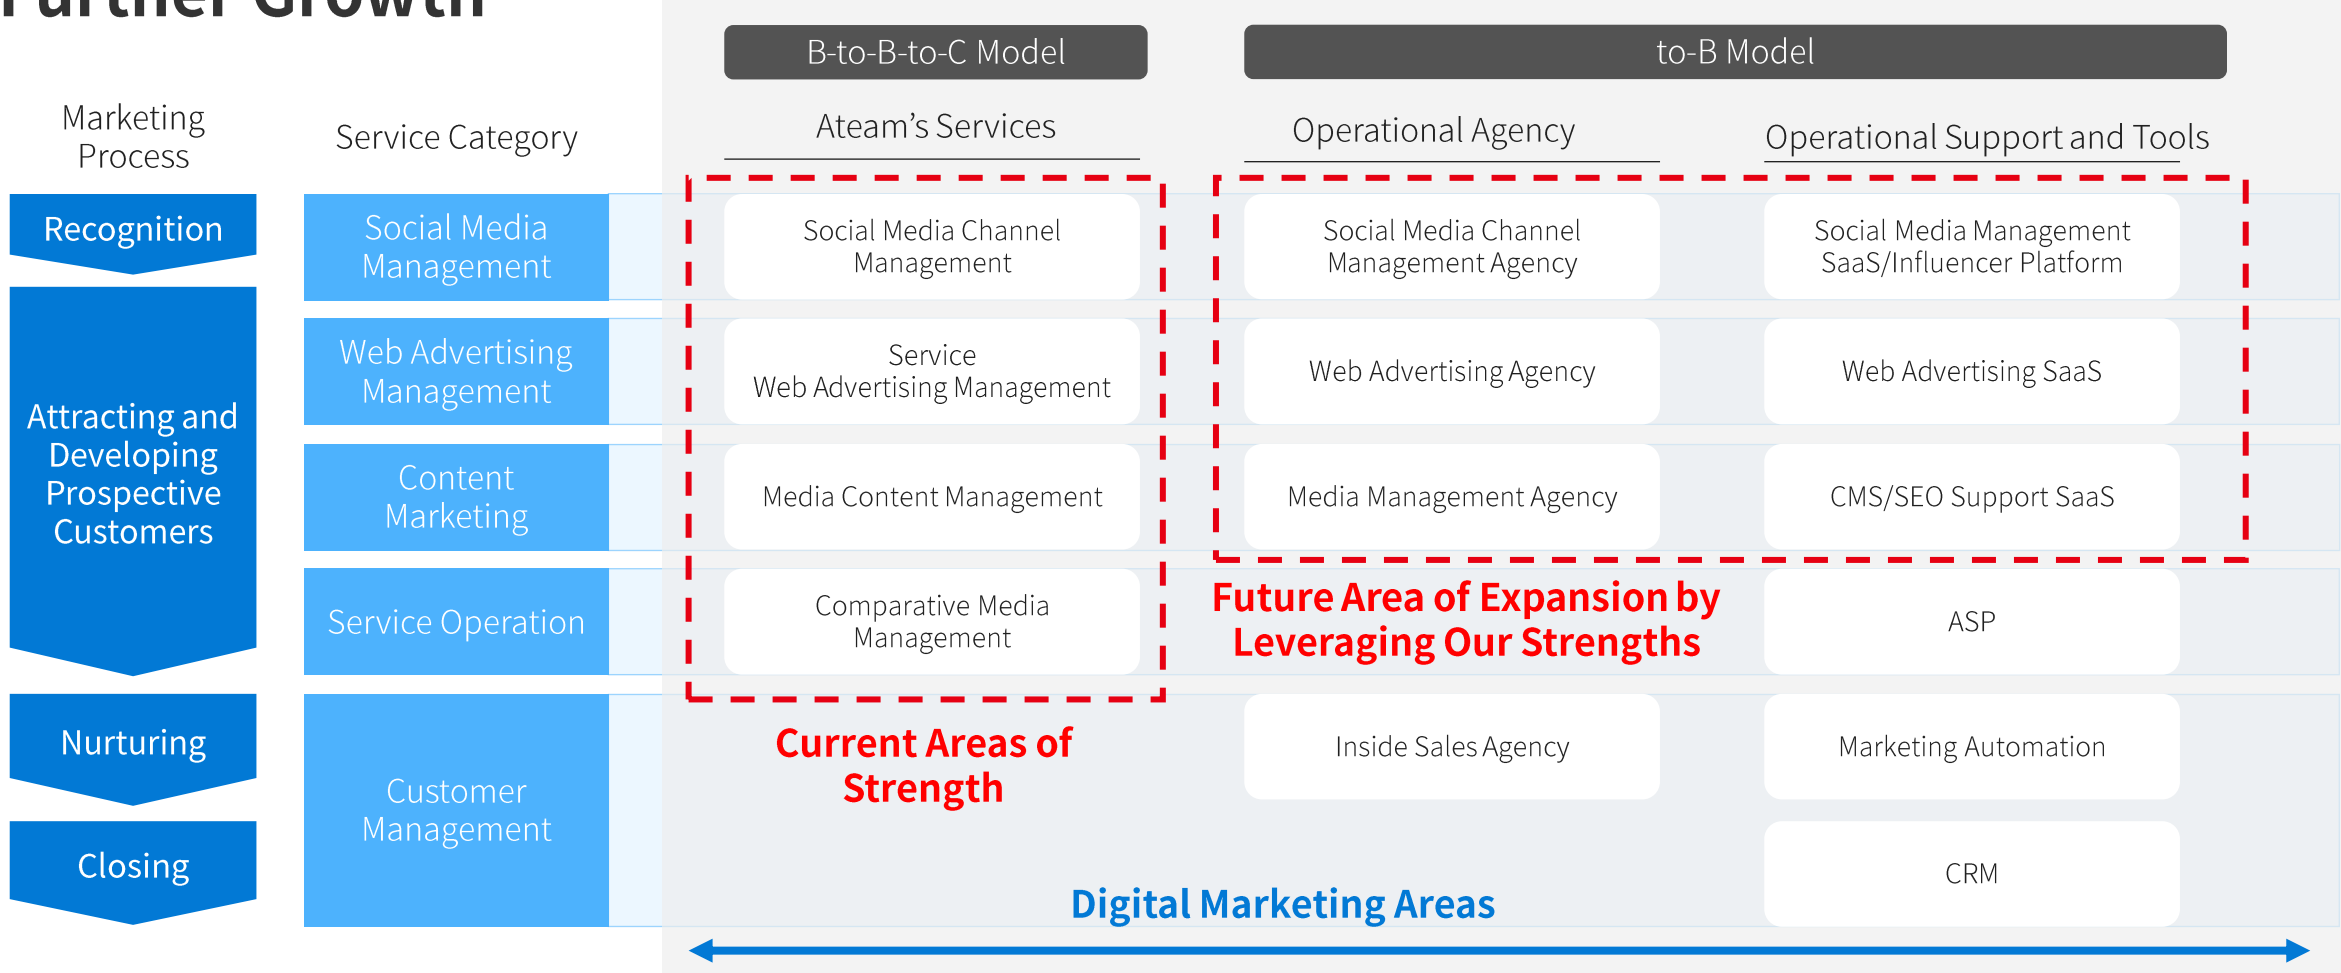 Further Growth
B-to-B-to-C Model
to-B Model
Marketing
Process
Service Category
Ateam’s Services
Operational Agency
Operational Support and Tools
Recognition
Social Media
Management
Social Media Channel
Management
Social Media Channel
Management Agency
Social Media Management
SaaS/Influencer Platform
Attracting and
Developing
Prospective
Customers
Web Advertising
Management
Service
Web Advertising Management
Web Advertising Agency
Web Advertising SaaS
Content
Marketing
Media Content Management
Media Management Agency
CMS/SEO Support SaaS
Service Operation
Comparative Media
Management
Future Area of Expansion by
Leveraging Our Strengths
ASP
Nurturing
Closing
Customer
Management
Current Areas of
Strength
Inside Sales Agency
Marketing Automation
CRM
Digital Marketing Areas